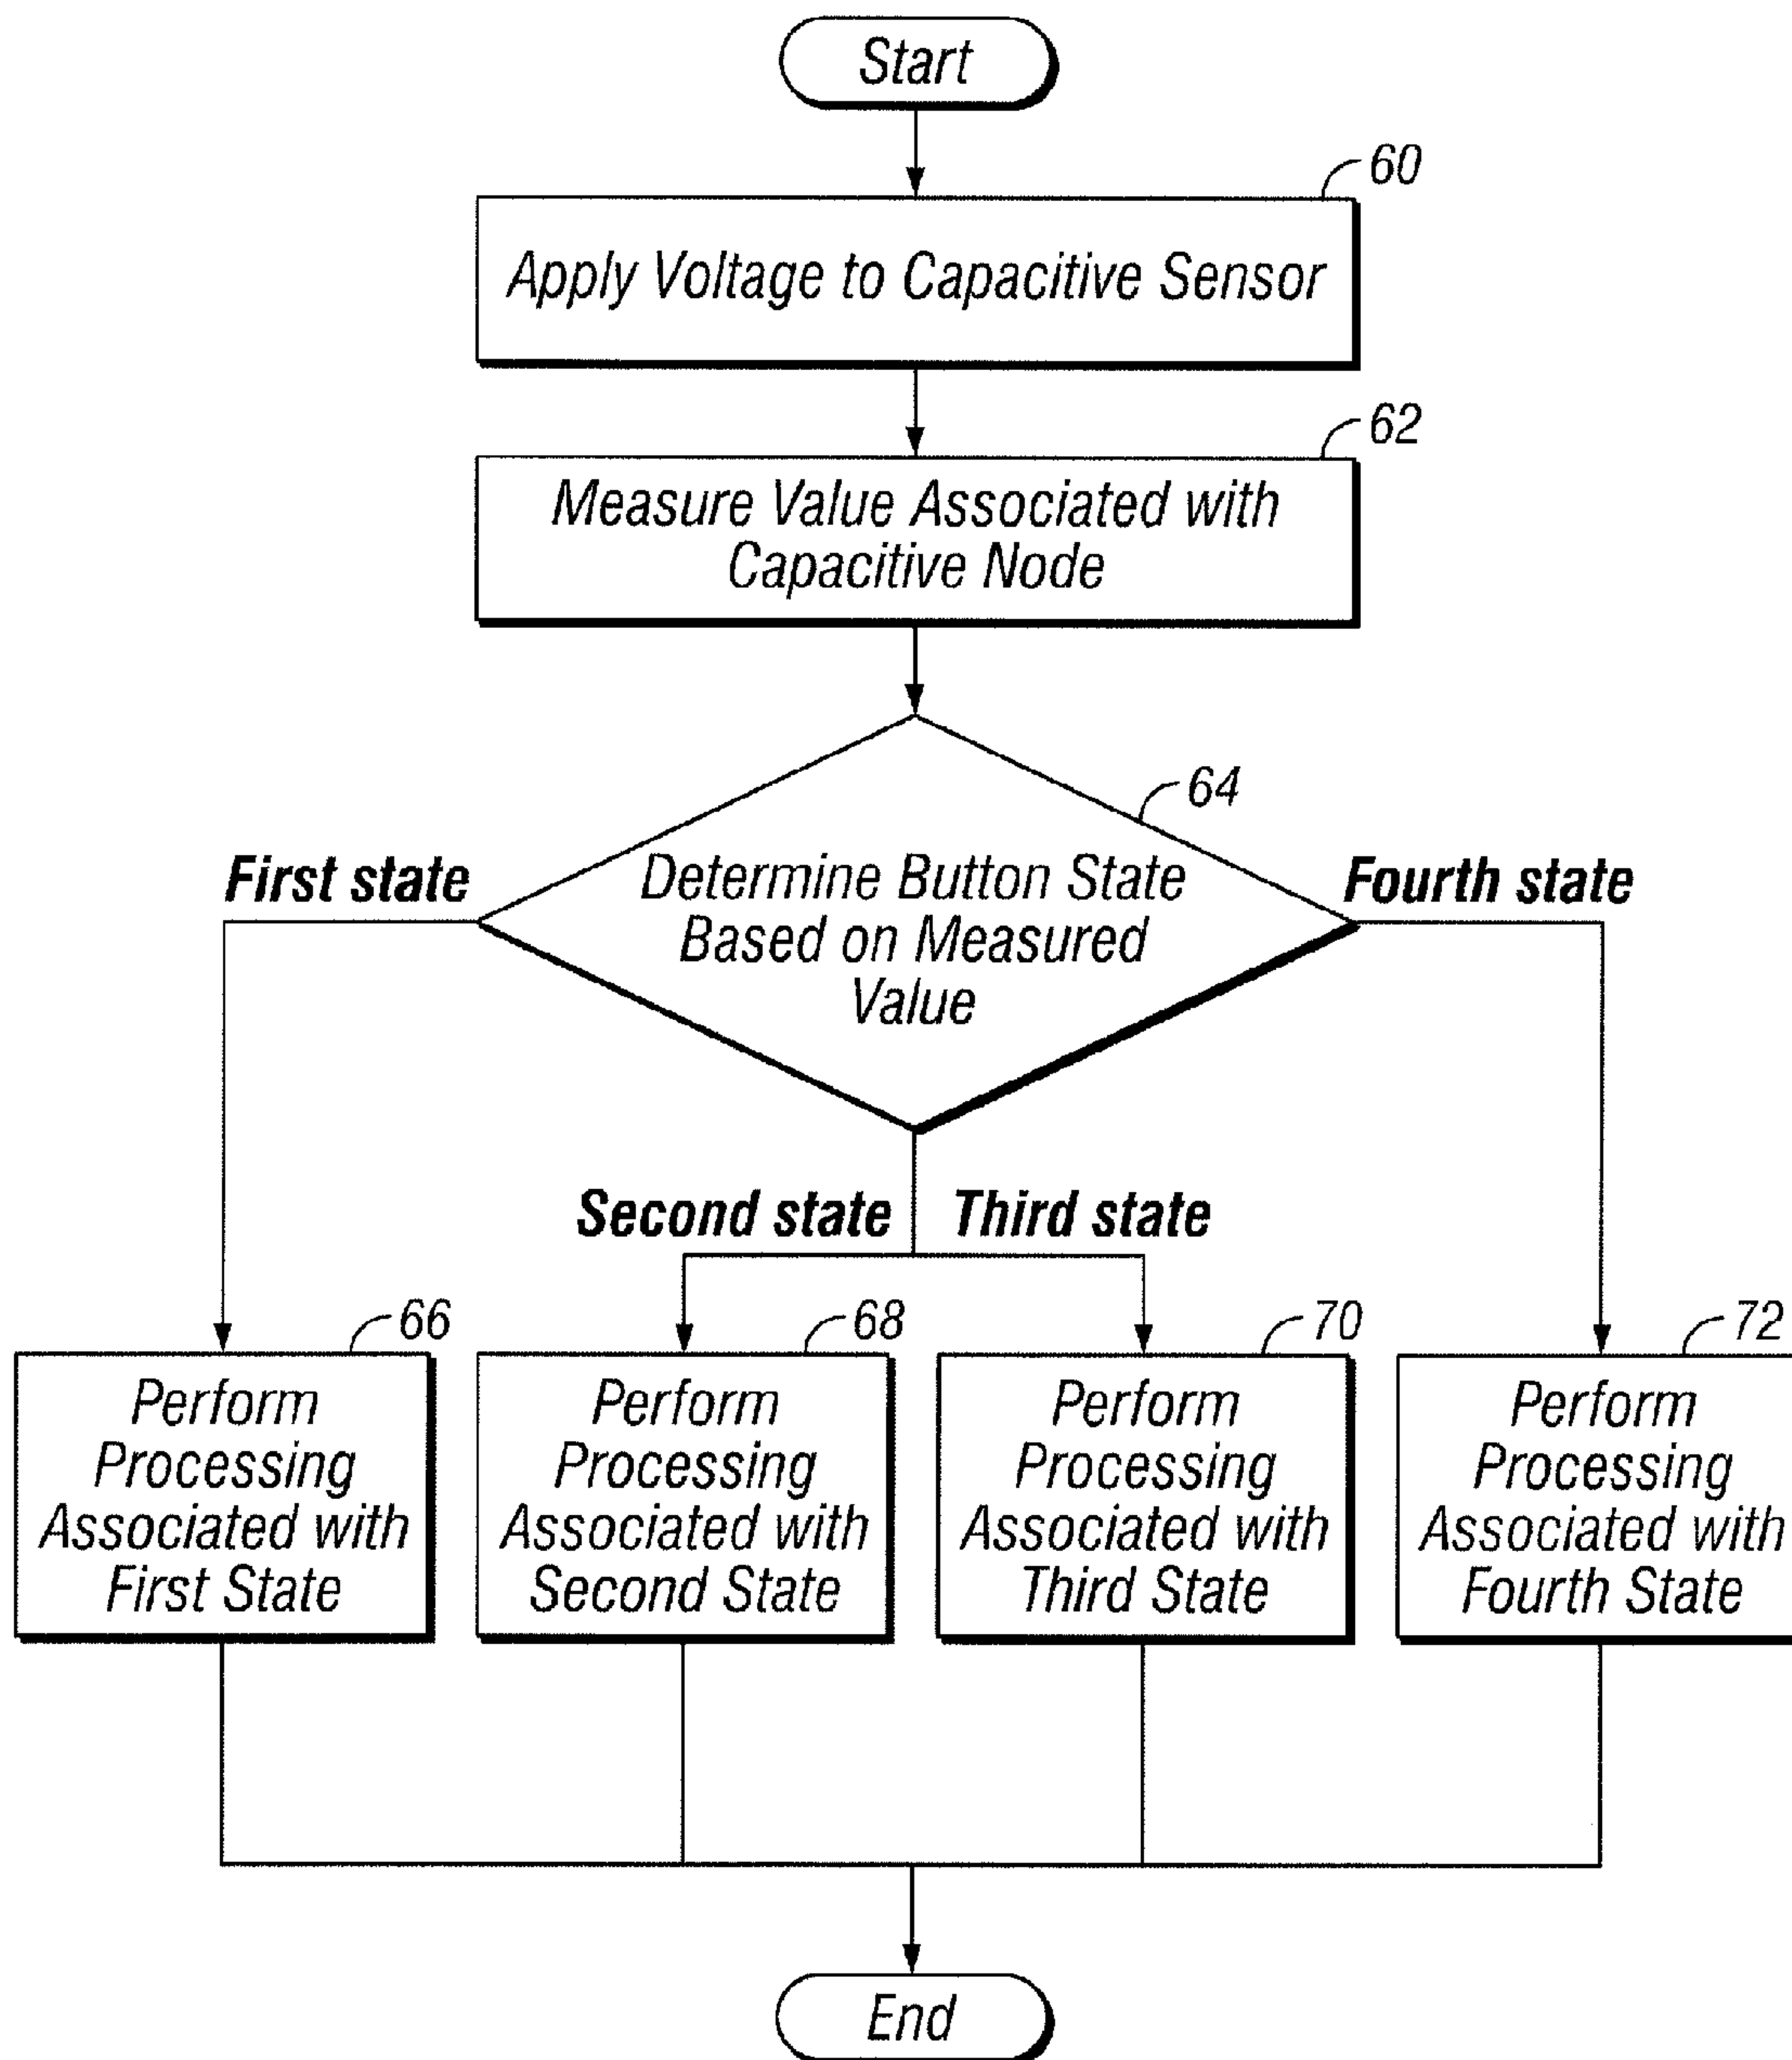 Start
60
Apply Voltage to Capacitive Sensor
62
Measure Value Associated with
Capacitive Node
64
First state
Determine Button State
Based on Measured
Value
Fourth state
Second state
Third state
66
68
70
72
Perform
Processing
Associated with
First State
Perform
Processing
Associated with
Second State
Perform
Processing
Associated with
Third State
Perform
Processing
Associated with
Fourth State
End